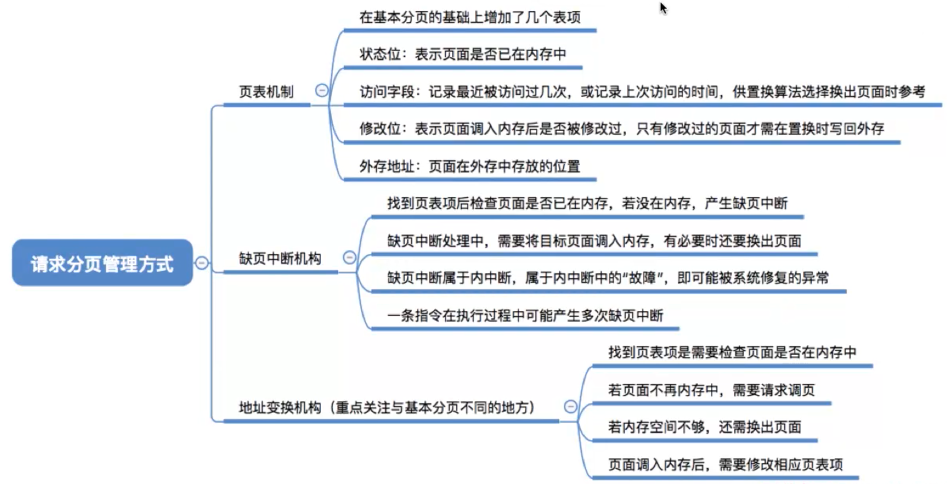 请求分页管理方式
页表机制
在基本分页的基础上增加了几个表项
状态位：表示页面是否已在内存中
访问字段：记录最近被访问过几次，或记录上次访问的时间，供置换算法选择换出页面时参考
修改位：表示页面调入内存后是否被修改过，只有修改过的页面才需在置换时写回外存
外存地址：页面在外存中存放的位置
缺页中断机构
找到页表项后检查页面是否已在内存，若没在内存，产生缺页中断
缺页中断处理中，需要将目标页面调入内存，有必要时还要换出页面
缺页中断属于内中断，属于内中断中的“故障”，即可能被系统修复的异常
一条指令在执行过程中可能产生多次缺页中断
地址变换机构（重点关注与基本分页不同的地方）
找到页表项是需要检查页面是否在内存中
若页面不再内存中，需要请求调页
若内存空间不够，还需换出页面
页面调入内存后，需要修改相应页表项